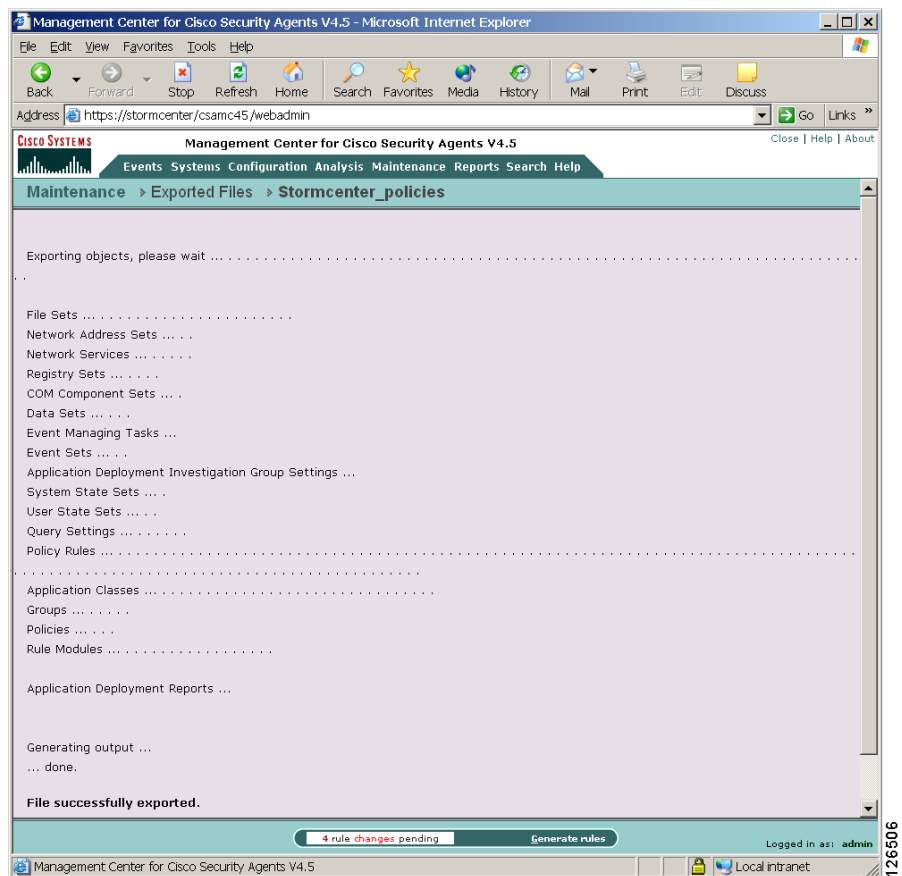 Management Center for Cisco Security Agents V4.5 - Microsoft Internet Explorer
File Edit View Favorites Tools Help
Back Forward Stop Refresh Home Search Favorites Media History Mail Print Edit Discuss
Address https://stormcenter/csamc45/webadmin Go Links »
CISCO SYSTEMS
Management Center for Cisco Security Agents V4.5
Close | Help | About
Events Systems Configuration Analysis Maintenance Reports Search Help
Maintenance > Exported Files > Stormcenter_policies
Exporting objects, please wait ... . . . . . . . . . . . . . . . . . . . . . . . . . . . . . . . . . . . . . . . . . . . . . . . . . . . . . . . . . . . . . . . . . . . . . . . .
. .
File Sets ... . . . . . . . . . . . . . . . . . . . . . . .
Network Address Sets ... . .
Network Services ... . . . . .
Registry Sets ... . . . .
COM Component Sets ... .
Data Sets ... . . .
Event Managing Tasks ...
Event Sets ... . .
Application Deployment Investigation Group Settings ...
System State Sets ... .
User State Sets ... . .
Query Settings ... . . . . . .
Policy Rules ... . . . . . . . . . . . . . . . . . . . . . . . . . . . . . . . . . . . . . . . . . . . . . . . . . . . . . . . . . . . . . . . . . . . . . . . . . . . . . . . . . . . .
. . . . . . . . . . . . . . . . . . . . . . . . . . . . . . . . . . . . . . . . . . . . . .
Application Classes ... . . . . . . . . . . . . . . . . . . . . . . . . . . . . . . .
Groups ... . . . . .
Policies ... . . .
Rule Modules ... . . . . . . . . . . . . . . . . . .
Application Deployment Reports ...
Generating output ...
... done.
File successfully exported.
4 rule changes pending Generate rules
Logged in as: admin
Management Center for Cisco Security Agents V4.5 Local intranet
126506